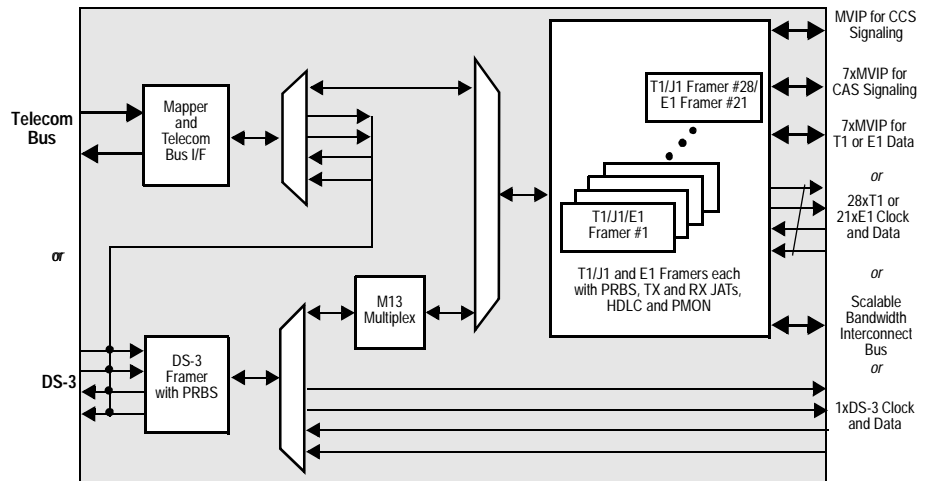 Telecom
Bus
or
DS-3
Mapper
and
Telecom
Bus I/F
DS-3
Framer
with PRBS
M13
Multiplex
T1/J1 Framer #28/
E1 Framer #21
T1/J1/E1
Framer #1
T1/J1 and E1 Framers each
with PRBS, TX and RX JATs,
HDLC and PMON
MVIP for CCS
Signaling
7xMVIP for
CAS Signaling
7xMVIP for
T1 or E1 Data
or
28xT1 or
21xE1 Clock
and Data
or
Scalable
Bandwidth
Interconnect
Bus
or
1xDS-3 Clock
and Data